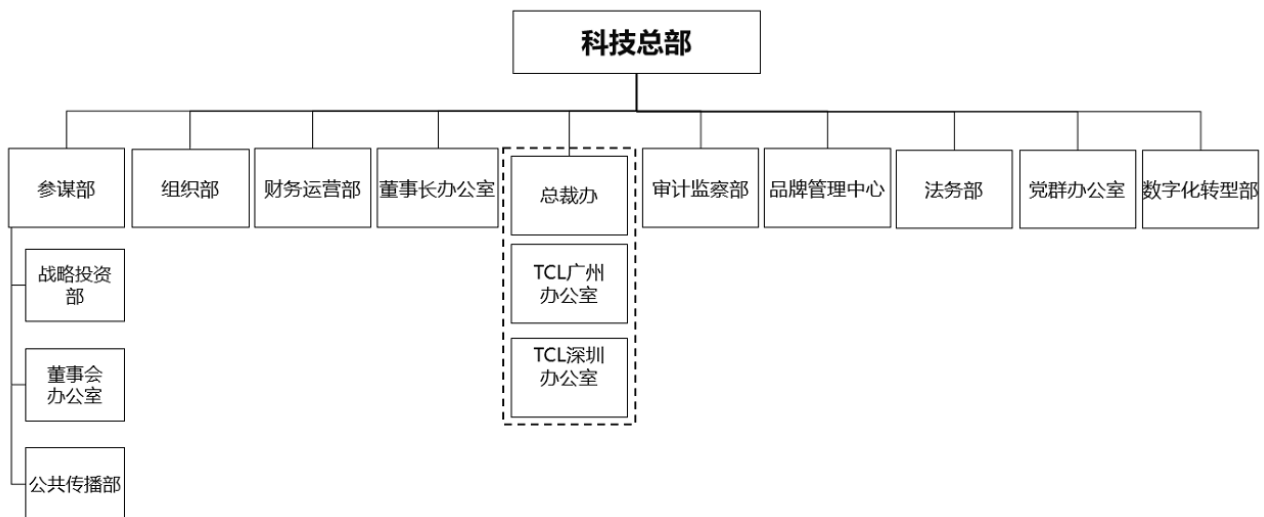 科技总部
参谋部
组织部
财务运营部
董事长办公室
总裁办
审计监察部
品牌管理中心
法务部
党群办公室
数字化转型部
战略投资
部
TCL广州
办公室
TCL深圳
办公室
董事会
办公室
公共传播部